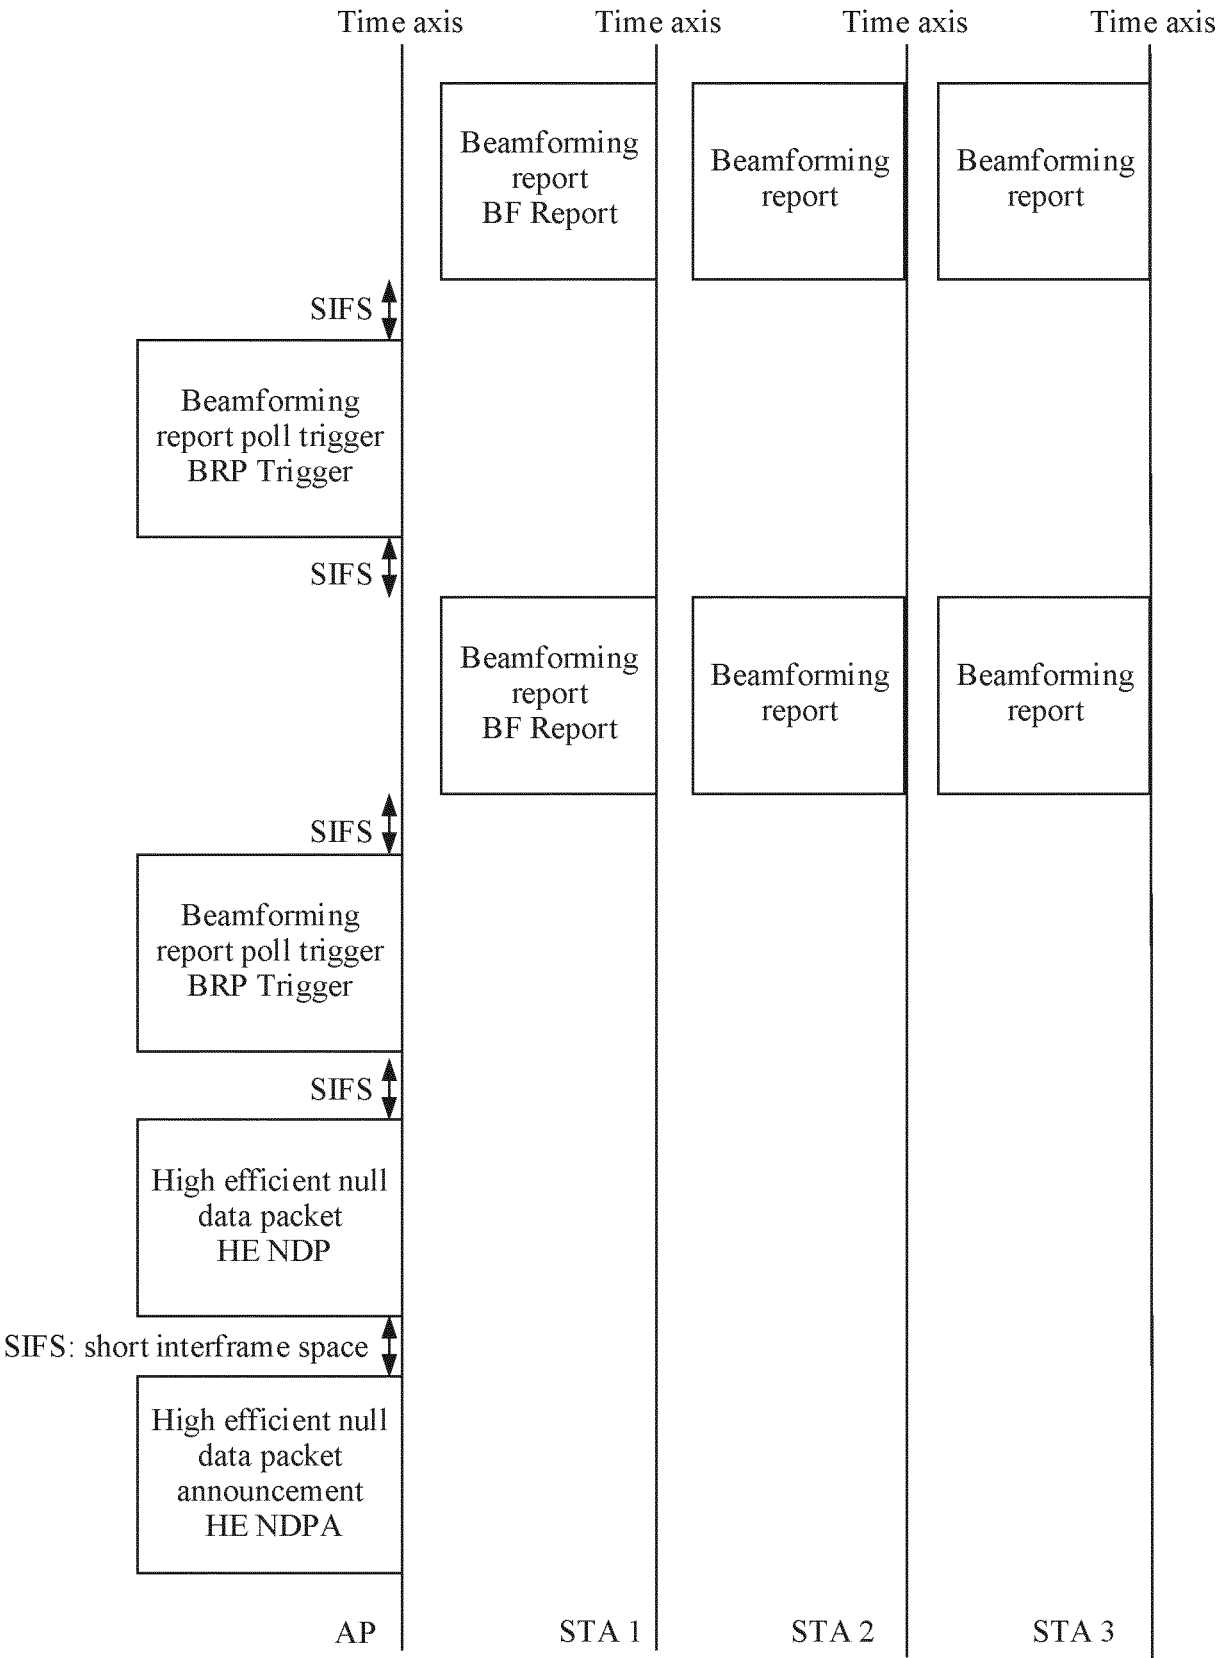 Time axis
Time axis
Time axis
Time axis
Beamforming
report
BF Report
Beamforming
report
Beamforming
report
SIFS
Beamforming
report poll trigger
BRP Trigger
SIFS
Beamforming
report
BF Report
Beamforming
report
Beamforming
report
SIFS
Beamforming
report poll trigger
BRP Trigger
SIFS
High efficient null
data packet
HE NDP
SIFS: short interframe space
High efficient null
data packet
announcement
HE NDPA
AP
STA 1
STA 2
STA 3